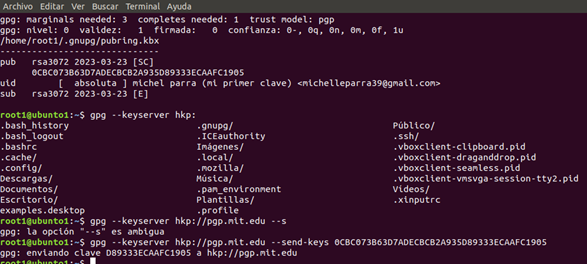 Archivo Editar Ver Buscar Terminal Ayuda
gpg: marginals needed: 3 completes needed: 1 trust model: pgp
gpg: nivel: 0 validez: 1 firmada: 0 confianza: 0-, 0q, 0n, 0m, 0f, 1u
/home/root1/.gnupg/pubring.kbx
------------------------------
pub rsa3072 2023-03-23 [SC]
0CBC073B63D7ADECBCB2A935D89333ECAAFC1905
uid [ absoluta ] michel parra (mi primer clave) <michelleparra39@gmail.com>
sub rsa3072 2023-03-23 [E]
root1@ubunto1:~$ gpg --keyserver hkp:
.bash_history .gnupg/ Público/
.bash_logout .ICEauthority .ssh/
.bashrc Imágenes/ .vboxclient-clipboard.pid
.cache/ .local/ .vboxclient-draganddrop.pid
.config/ .mozilla/ .vboxclient-seamless.pid
Descargas/ Música/ .vboxclient-vmsvga-session-tty2.pid
Documentos/ .pam_environment Vídeos/
Escritorio/ Plantillas/ .xinputrc
examples.desktop .profile
root1@ubunto1:~$ gpg --keyserver hkp://pgp.mit.edu --s
gpg: la opción "--s" es ambigua
root1@ubunto1:~$ gpg --keyserver hkp://pgp.mit.edu --send-keys 0CBC073B63D7ADECBCB2A935D89333ECAAFC1905
gpg: enviando clave D89333ECAAFC1905 a hkp://pgp.mit.edu
root1@ubunto1:~$